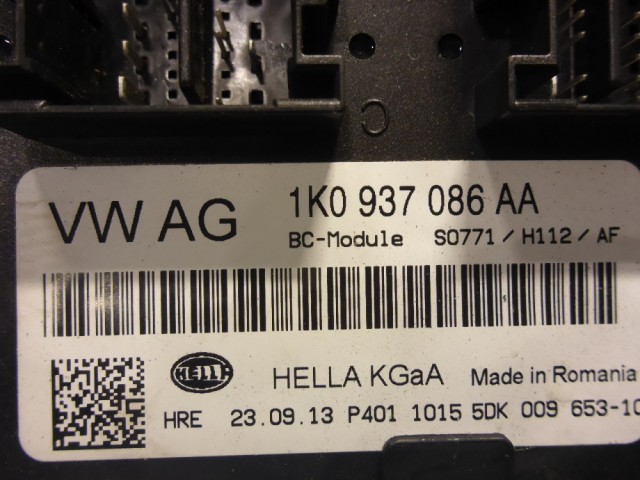 C
VW AG 1K0 937 086 AA
BC-Module S0771 / H112 / AF
HELLA HELLA KGaA Made in Romania
HRE 23.09.13 P401 1015 5DK 009 653-10